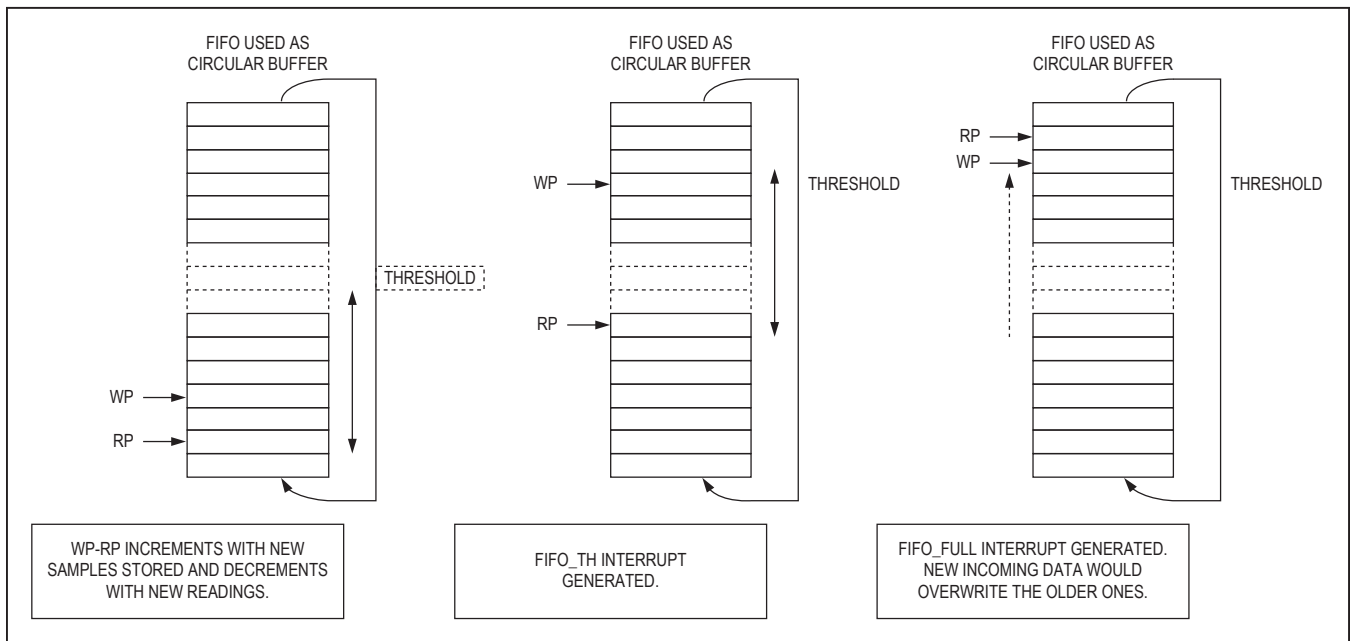 FIFO USED AS
CIRCULAR BUFFER
THRESHOLD
WP
RP
WP-RP INCREMENTS WITH NEW
SAMPLES STORED AND DECREMENTS
WITH NEW READINGS.
FIFO USED AS
CIRCULAR BUFFER
WP
THRESHOLD
RP
FIFO_TH INTERRUPT
GENERATED.
FIFO USED AS
CIRCULAR BUFFER
RP
WP
THRESHOLD
FIFO_FULL INTERRUPT GENERATED.
NEW INCOMING DATA WOULD
OVERWRITE THE OLDER ONES.